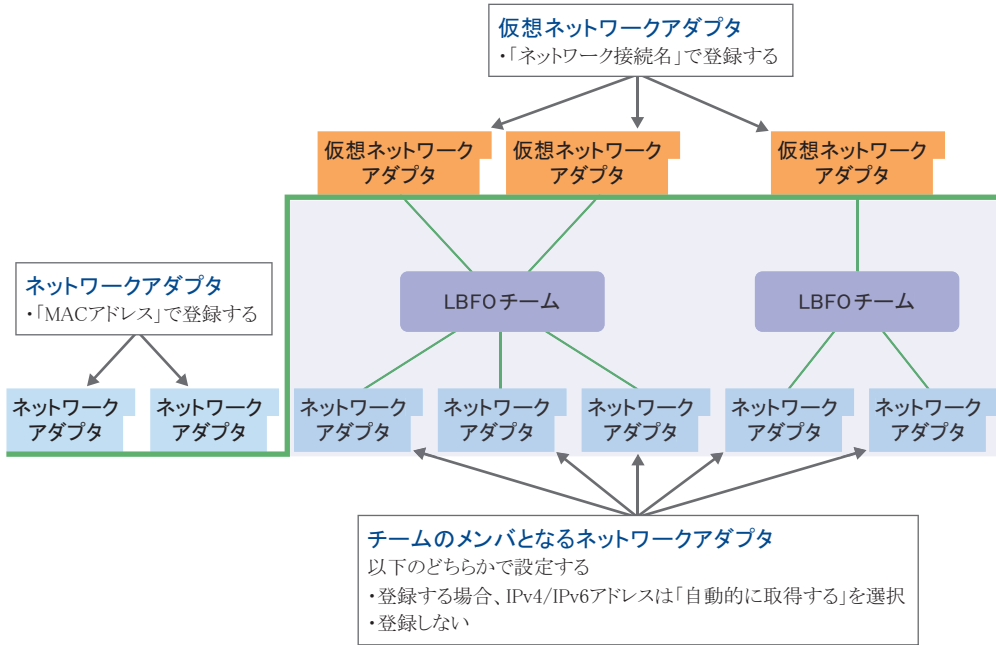 仮想ネットワークアダプタ
・「ネットワーク接続名」で登録する
仮想ネットワーク
アダプタ
仮想ネットワーク
アダプタ
仮想ネットワーク
アダプタ
ネットワークアダプタ
・「MACアドレス」で登録する
LBFOチーム
LBFOチーム
ネットワーク
アダプタ
ネットワーク
アダプタ
ネットワーク
アダプタ
ネットワーク
アダプタ
ネットワーク
アダプタ
ネットワーク
アダプタ
ネットワーク
アダプタ
チームのメンバとなるネットワークアダプタ
以下のどちらかで設定する
・登録する場合、IPv4/IPv6アドレスは「自動的に取得する」を選択
・登録しない